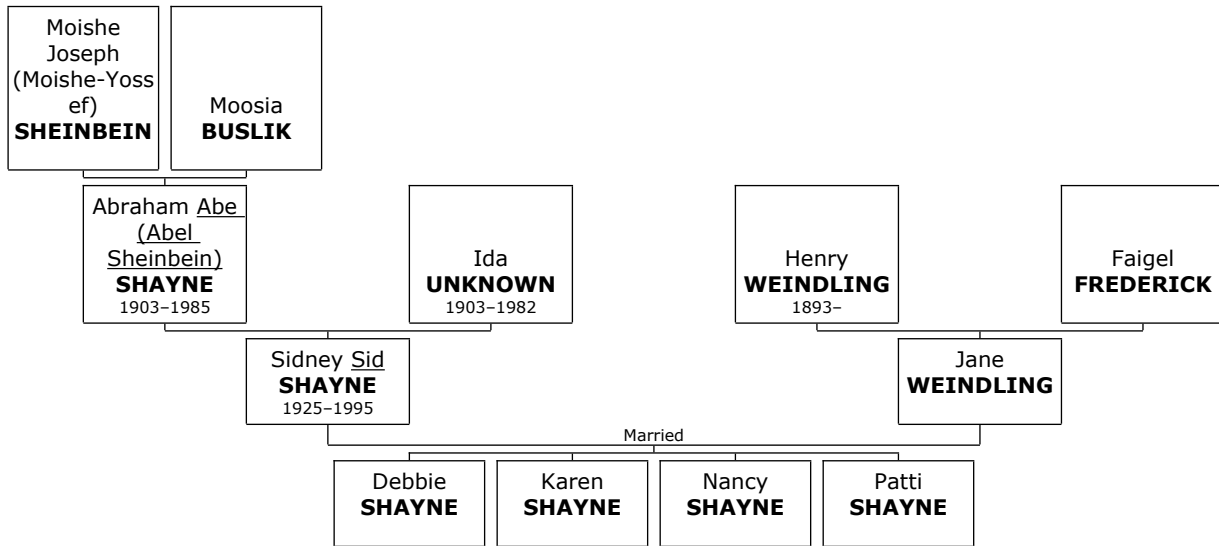 Moishe
Joseph
(Moishe-Yoss
ef)
SHEINBEIN
Moosia
BUSLIK
Abraham Abe
(Abel
Sheinbein)
SHAYNE
1903–1985
Ida
UNKNOWN
1903–1982
Henry
WEINDLING
1893–
Faigel
FREDERICK
Sidney Sid
SHAYNE
1925–1995
Jane
WEINDLING
Married
Debbie
SHAYNE
Karen
SHAYNE
Nancy
SHAYNE
Patti
SHAYNE